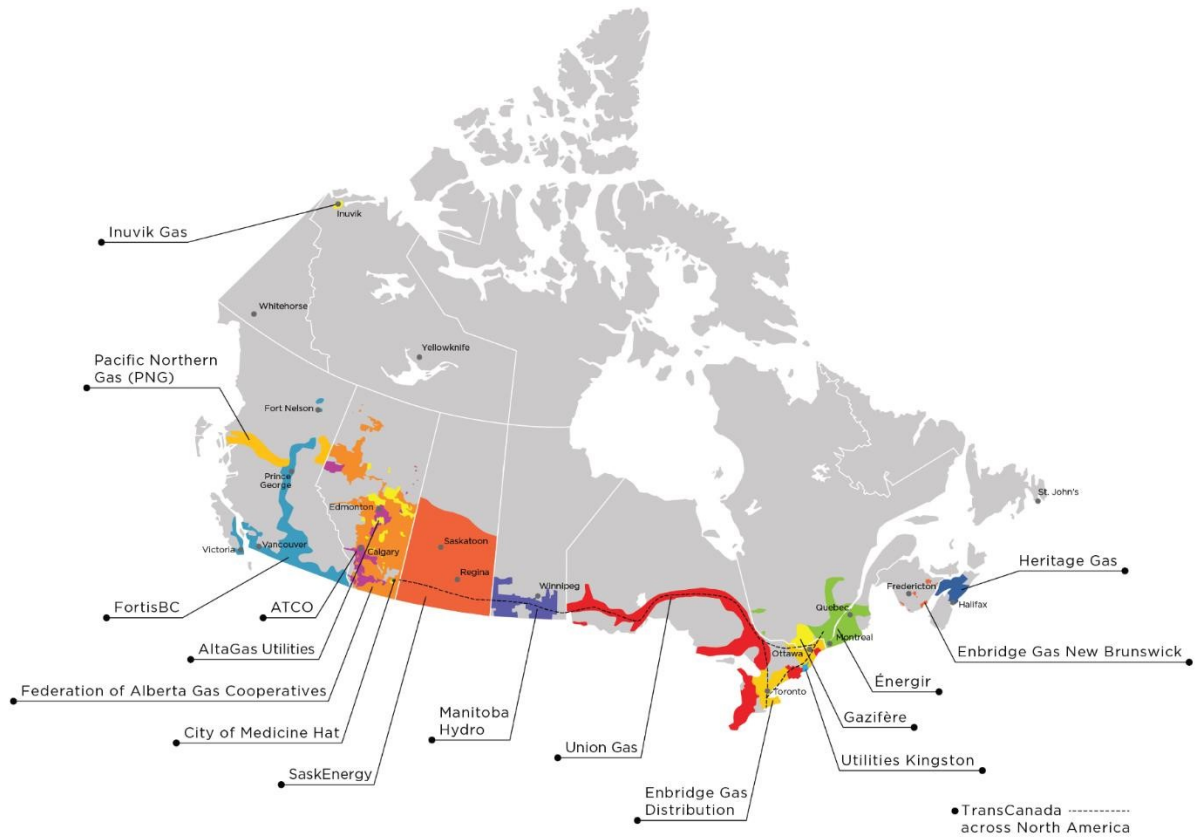 Inuvik
Inuvik Gas
Whitehorse
Yellowknife
Pacific Northern
Gas (PNG)
Fort Nelson
Prince
George
Edmonton
St. John's
Saskatoon
Victoria
Vancouver
Calgary
Regina
Winnipeg
Heritage Gas
Fredericton
Halifax
Quebec
FortisBC
ATCO
Montreal
Ottawa
AltaGas Utilities
Enbridge Gas New Brunswick
Énergir
Federation of Alberta Gas Cooperatives
Toronto
Manitoba
Hydro
Gazifère
City of Medicine Hat
Union Gas
Utilities Kingston
SaskEnergy
Enbridge Gas
Distribution
TransCanada
across North America